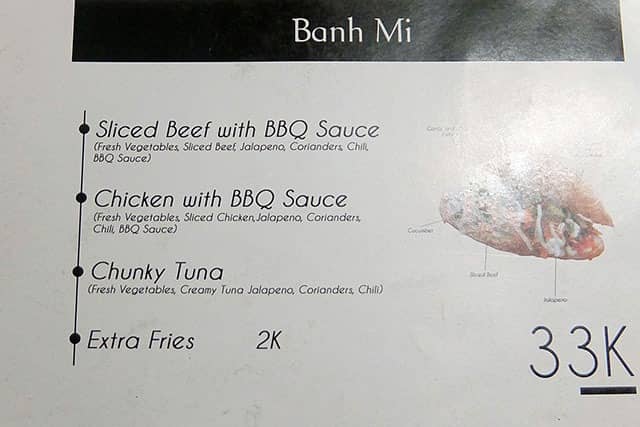 Banh Mi
Sliced Beef with BBQ Sauce
(Fresh Vegetables, Sliced Beef, Jalapeno, Corianders, Chili,
BBQ Sauce)
Chicken with BBQ Sauce
(Fresh Vegetables, Sliced Chicken,Jalapeno, Corianders,
Chili, BBQ Sauce)
Cucumber
Chunky Tuna
(Fresh Vegetables, Creamy Tuna Jalapeno, Corianders, Chili)
Sliced Beef
Jalapeno
Extra Fries 2K
33K